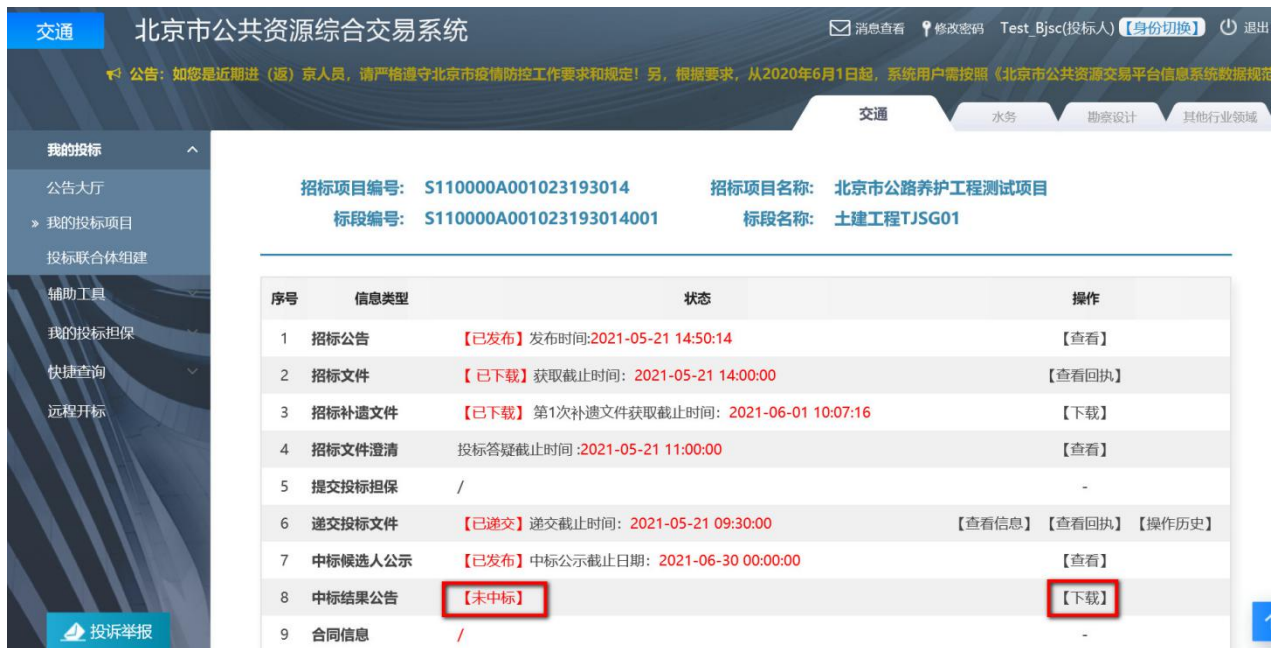 交通 北京市公共资源综合交易系统 消息查看 修改密码 Test_Bjsc(投标人) 【身份切换】 退出
公告：如您是近期进（返）京人员，请严格遵守北京市疫情防控工作要求和规定！另，根据要求，从2020年6月1日起，系统用户需按照《北京市公共资源交易平台信息系统数据规范
交通 水务 勘察设计 其他行业领域
我的投标
公告大厅
» 我的投标项目
投标联合体组建
辅助工具
我的投标担保
快捷查询
远程开标
投诉举报
招标项目编号: S110000A001023193014 招标项目名称: 北京市公路养护工程测试项目
标段编号: S110000A001023193014001 标段名称: 土建工程TJSG01
序号 信息类型 状态 操作
1 招标公告 【已发布】发布时间:2021-05-21 14:50:14 【查看】
2 招标文件 【 已下载】获取截止时间：2021-05-21 14:00:00 【查看回执】
3 招标补遗文件 【已下载】 第1次补遗文件获取截止时间：2021-06-01 10:07:16 【下载】
4 招标文件澄清 投标答疑截止时间 :2021-05-21 11:00:00 【查看】
5 提交投标担保 / -
6 递交投标文件 【已递交】递交截止时间：2021-05-21 09:30:00 【查看信息】 【查看回执】 【操作历史】
7 中标候选人公示 【已发布】中标公示截止日期：2021-06-30 00:00:00 【查看】
8 中标结果公告 【未中标】 【下载】
9 合同信息 / -